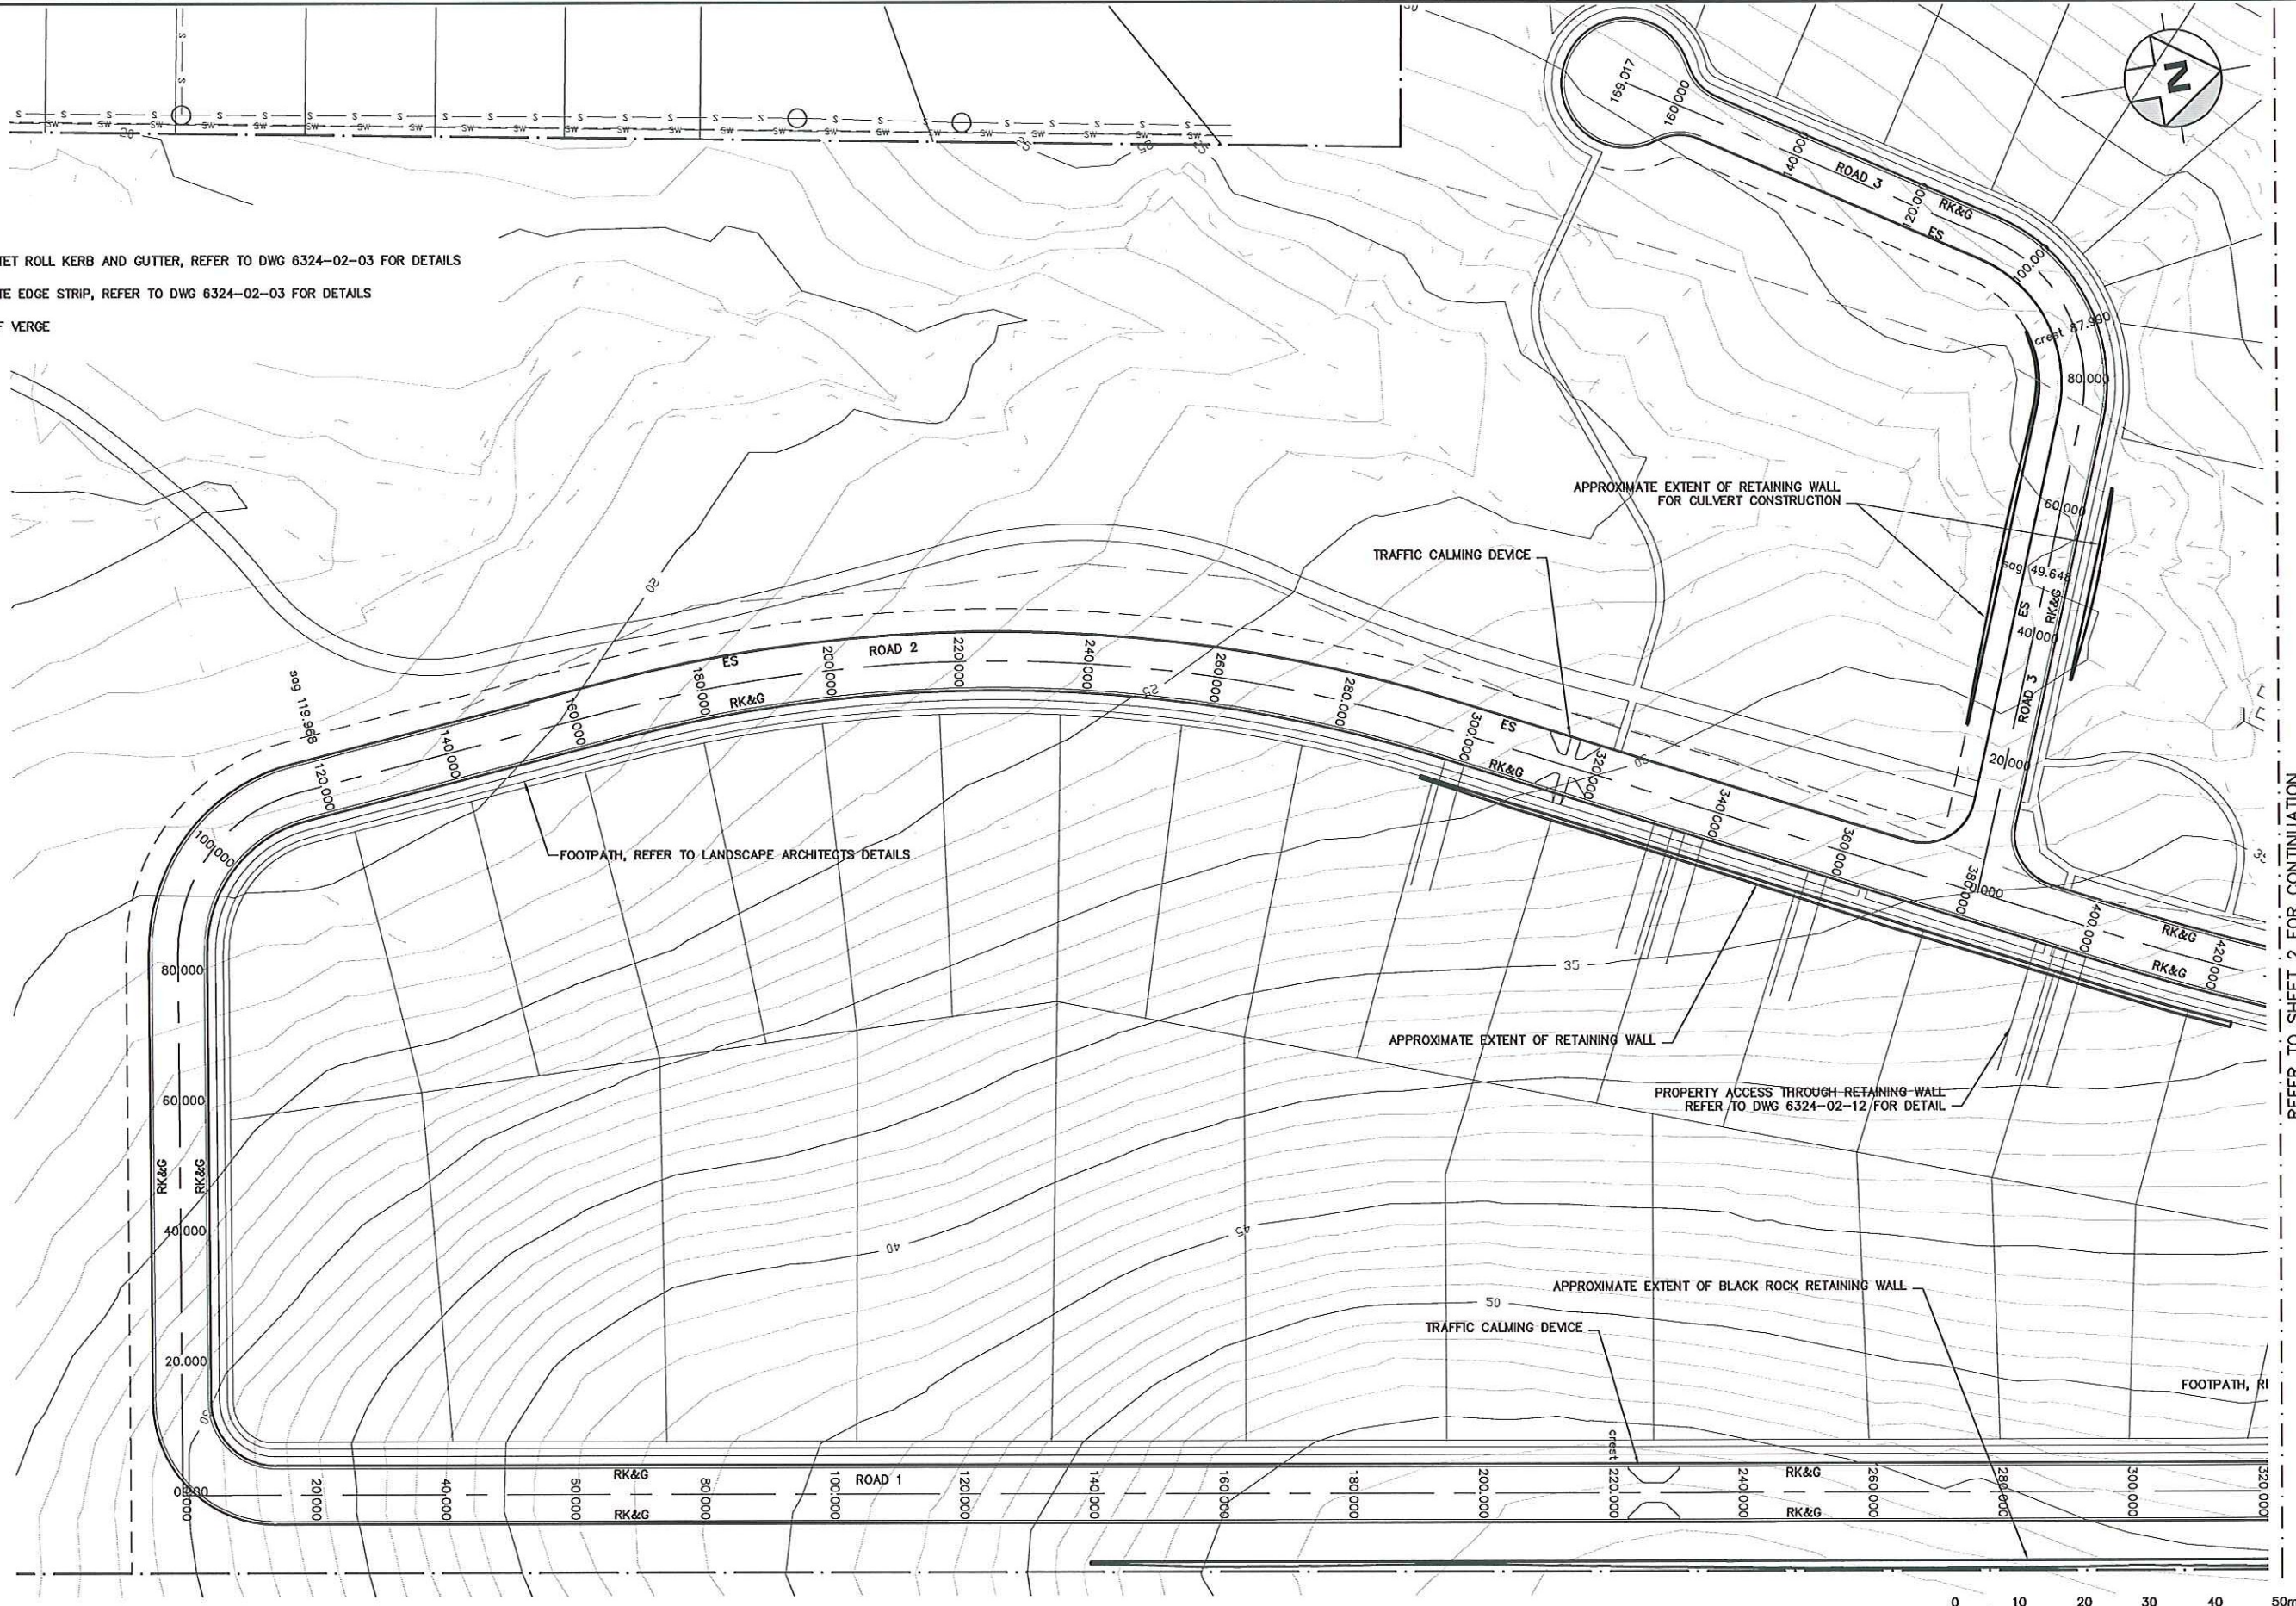 N
TET ROLL KERB AND GUTTER, REFER TO DWG 6324-02-03 FOR DETAILS
TE EDGE STRIP, REFER TO DWG 6324-02-03 FOR DETAILS
F VERGE
169.017
160.000
140.000
ROAD 3
120.000
RK&G
ES
100.000
crest 87.990
80.000
APPROXIMATE EXTENT OF RETAINING WALL
FOR CULVERT CONSTRUCTION
60.000
sag 49.648
ES
RK&G
40.000
ROAD 3
20.000
TRAFFIC CALMING DEVICE
20
sag 119.968
120.000
140.000
160.000
180.000
ES
RK&G
200.000
ROAD 2
220.000
240.000
25
260.000
280.000
300.000
ES
RK&G
320.000
30
340.000
360.000
380.000
400.000
RK&G
RK&G
420.000
100.000
FOOTPATH, REFER TO LANDSCAPE ARCHITECTS DETAILS
80.000
35
APPROXIMATE EXTENT OF RETAINING WALL
PROPERTY ACCESS THROUGH RETAINING WALL
REFER TO DWG 6324-02-12 FOR DETAIL
REFER TO SHEET 2 FOR CONTINUATION
60.000
RK&G
RK&G
40.000
40
45
APPROXIMATE EXTENT OF BLACK ROCK RETAINING WALL
50
TRAFFIC CALMING DEVICE
20.000
FOOTPATH, RE
30
crest
0.000
0.000
20.000
40.000
60.000
RK&G
RK&G
80.000
100.000
ROAD 1
120.000
140.000
160.000
180.000
200.000
220.000
240.000
RK&G
RK&G
260.000
280.000
300.000
320.000
0 10 20 30 40 50m